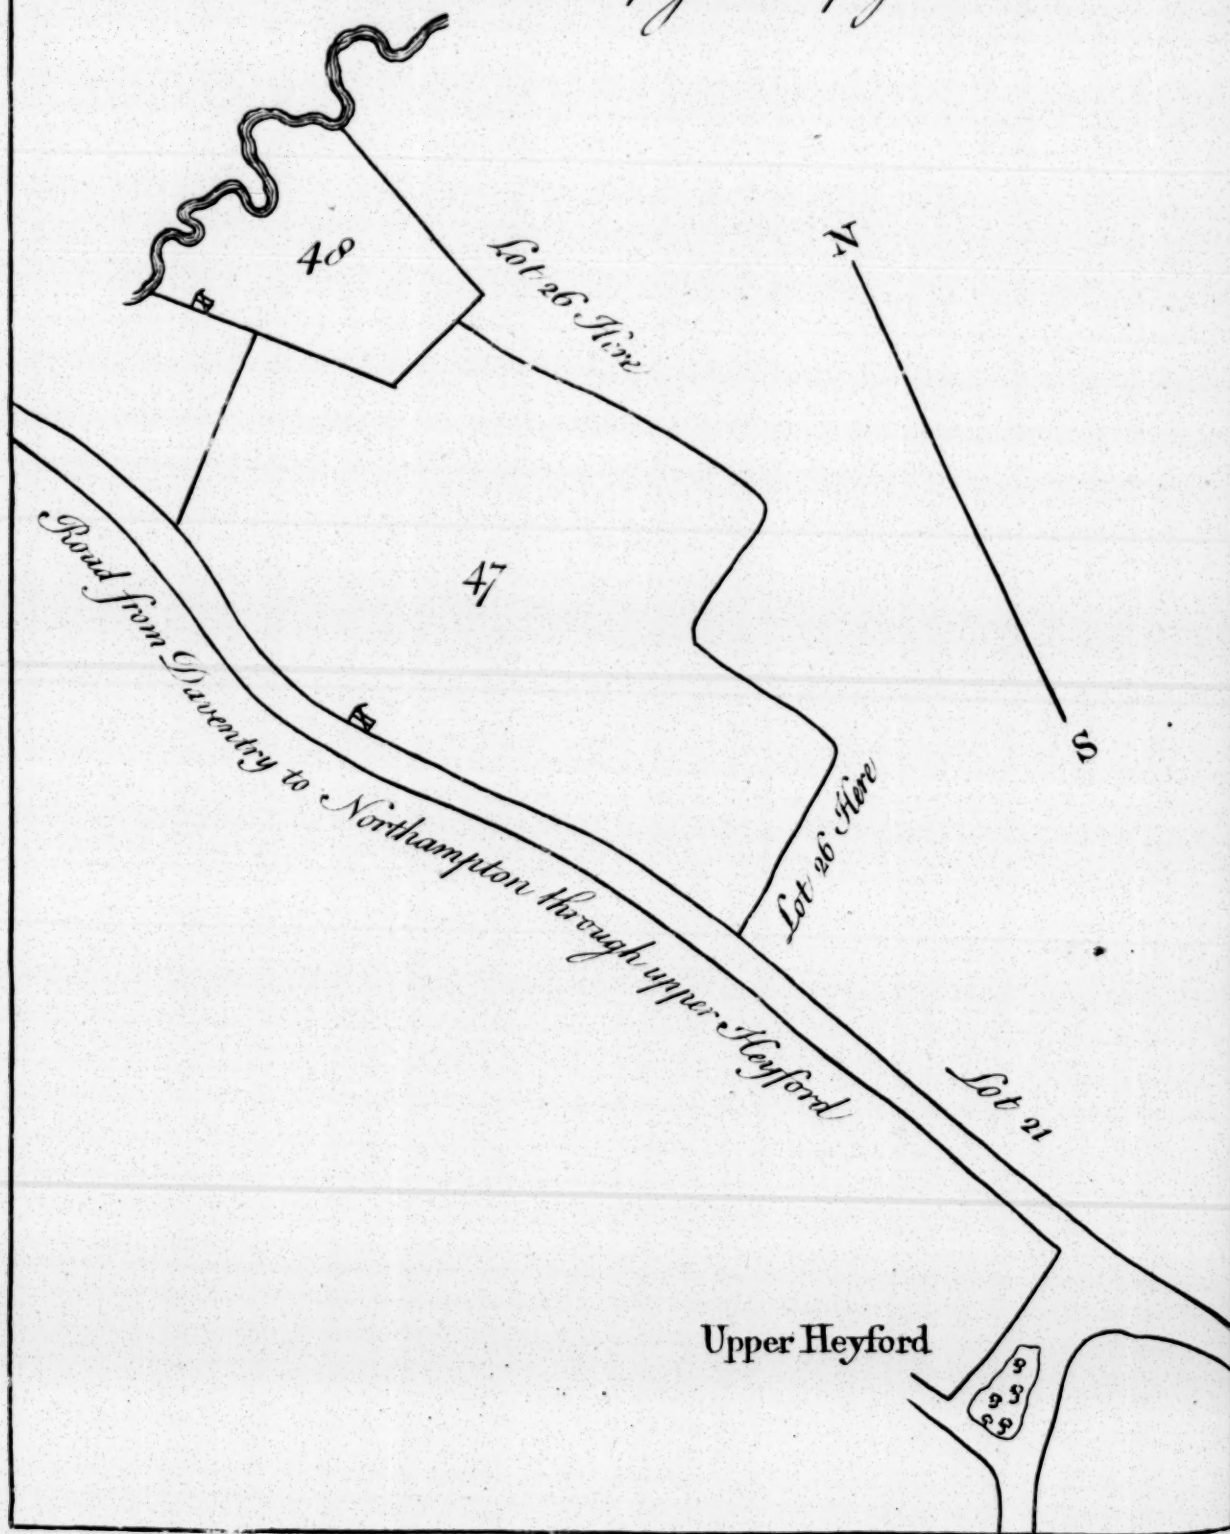 48
Lot 26 Here
N
47
S
Road from Daventry to Northampton through upper Heyford
Lot 26 Here
Lot 21
Upper Heyford